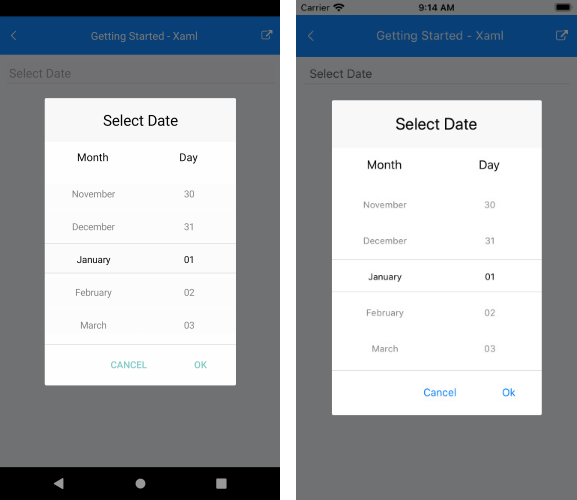 Getting Started - Xaml
Select Date
Select Date
Month Day
November 30
December 31
January 01
February 02
March 03
CANCEL OK
Carrier 9:14 AM
Getting Started - Xaml
Select Date
Select Date
Month Day
November 30
December 31
January 01
February 02
March 03
Cancel Ok